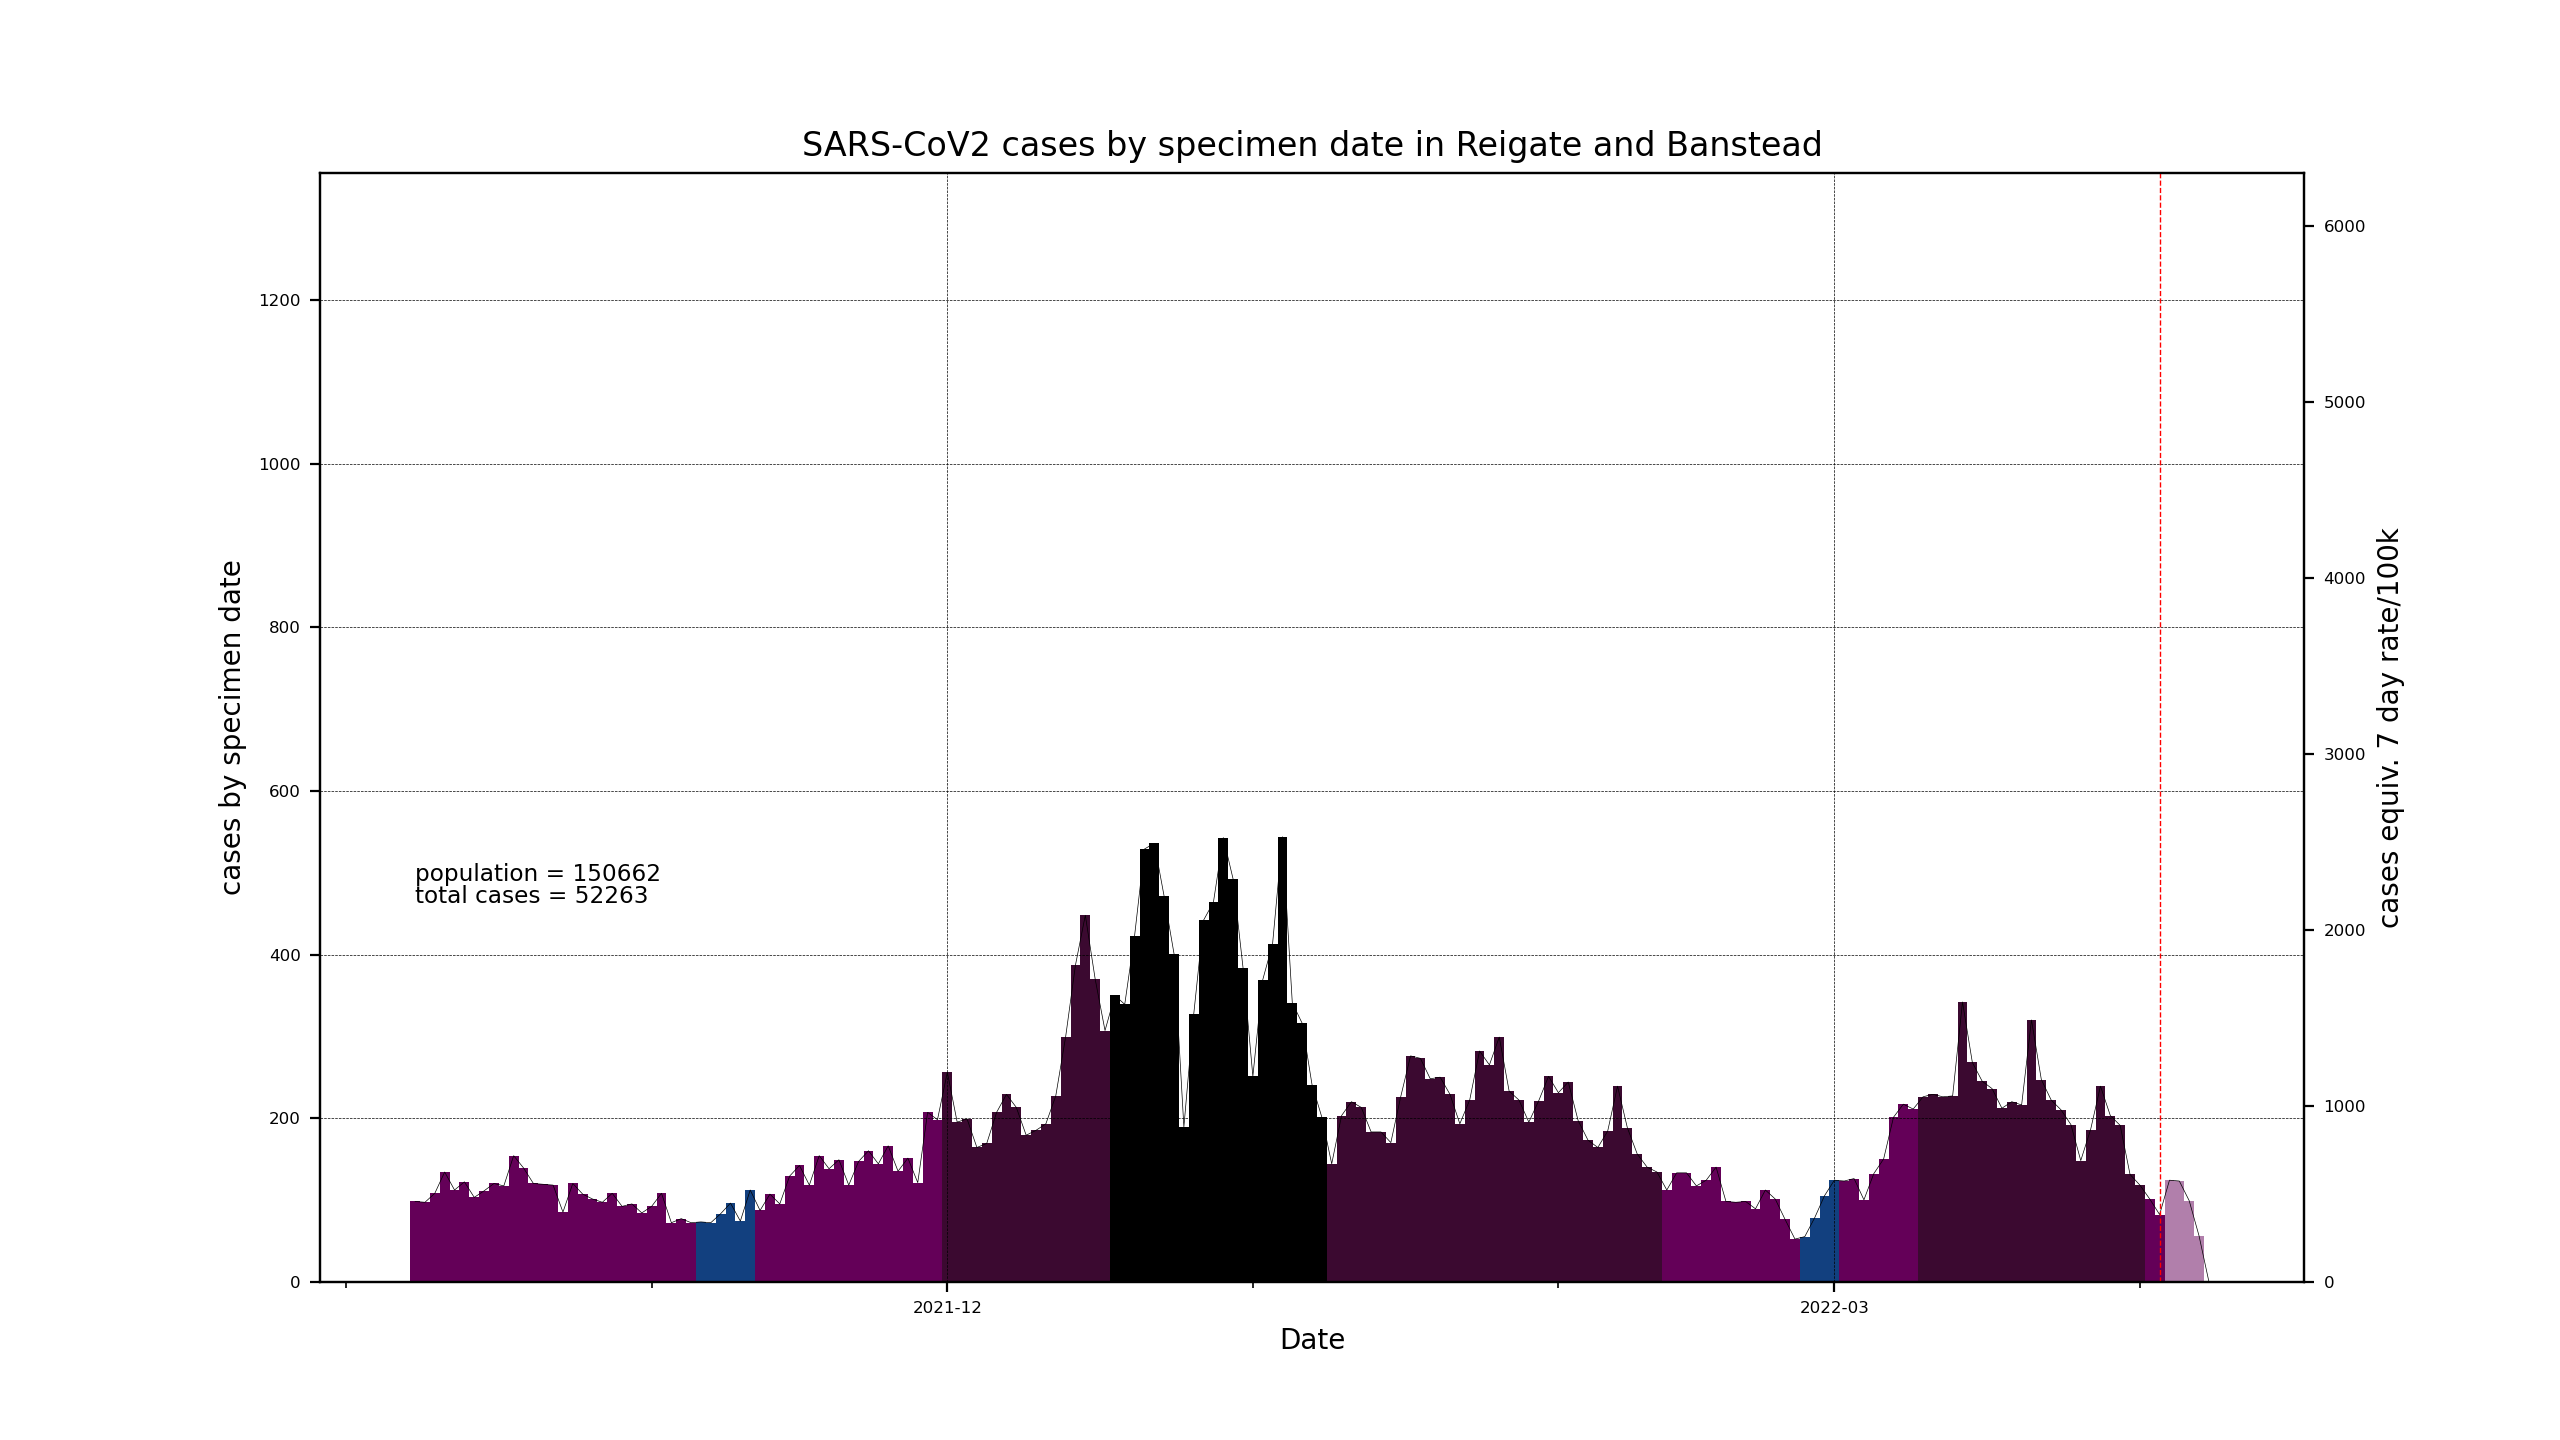 SARS-CoV2 cases by specimen date in Reigate and Banstead
cases by specimen date
1200
1000
800
600
400
200
0
population = 150662
total cases = 52263
6000
5000
4000
3000
2000
1000
0
cases equiv. 7 day rate/100k
2021-12
2022-03
Date